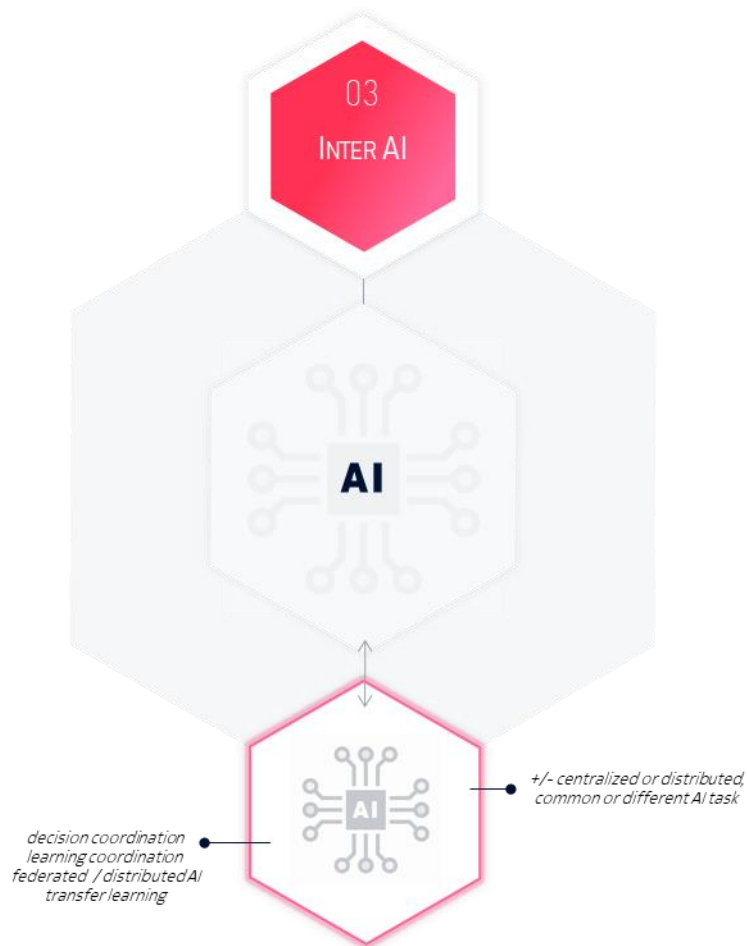 03
INTER AI
AI
+/- centralized or distributed,
common or different AI task
AI
decision coordination
learning coordination
federated / distributed AI
transfer learning